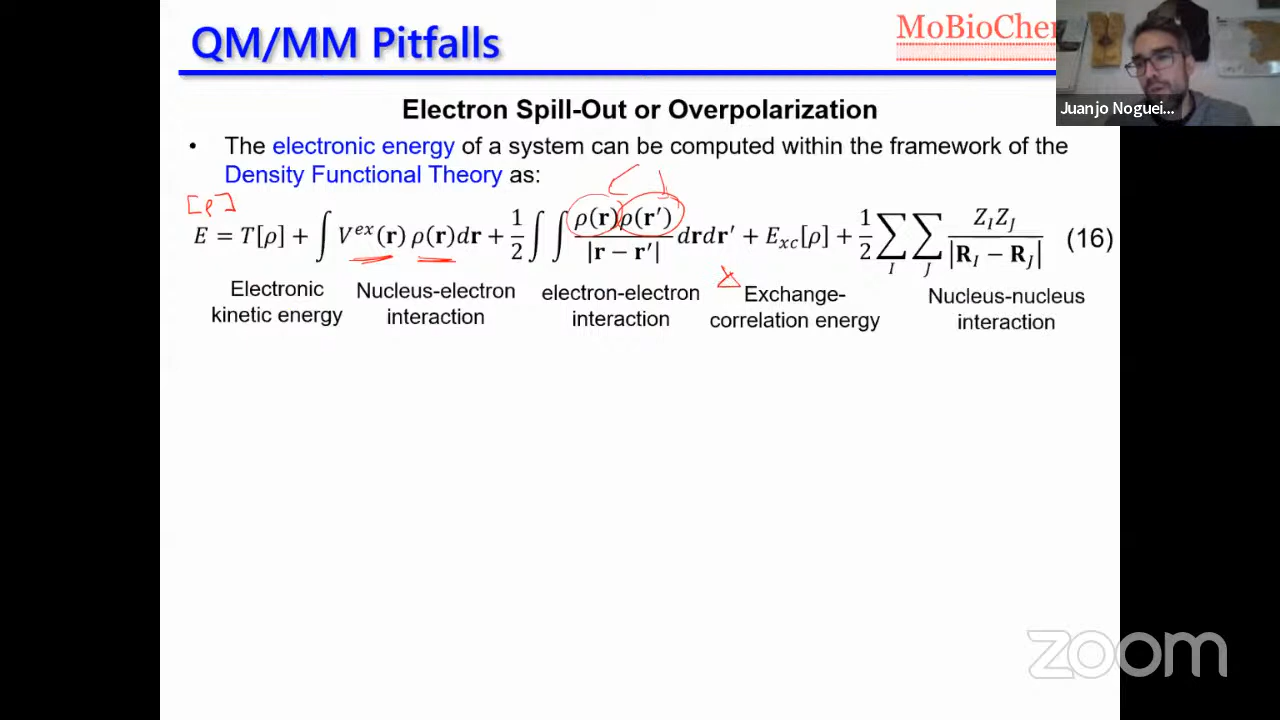 QM/MM Pitfalls
MoBioChem
Juanjo Noguei...
Electron Spill-Out or Overpolarization
• The electronic energy of a system can be computed within the framework of the
Density Functional Theory as:
[ρ]
E = T[ρ] + ∫ V^{ex}(𝐫) ρ(𝐫)d𝐫 + 1/2 ∫ ∫ ρ(𝐫)ρ(𝐫′)/|𝐫 − 𝐫′| d𝐫d𝐫′ + E_{xc}[ρ] + 1/2 ∑_I ∑_J Z_I Z_J/|𝐑_I − 𝐑_J| (16)
Electronic
kinetic energy
Nucleus-electron
interaction
electron-electron
interaction
Exchange-
correlation energy
Nucleus-nucleus
interaction
zoom